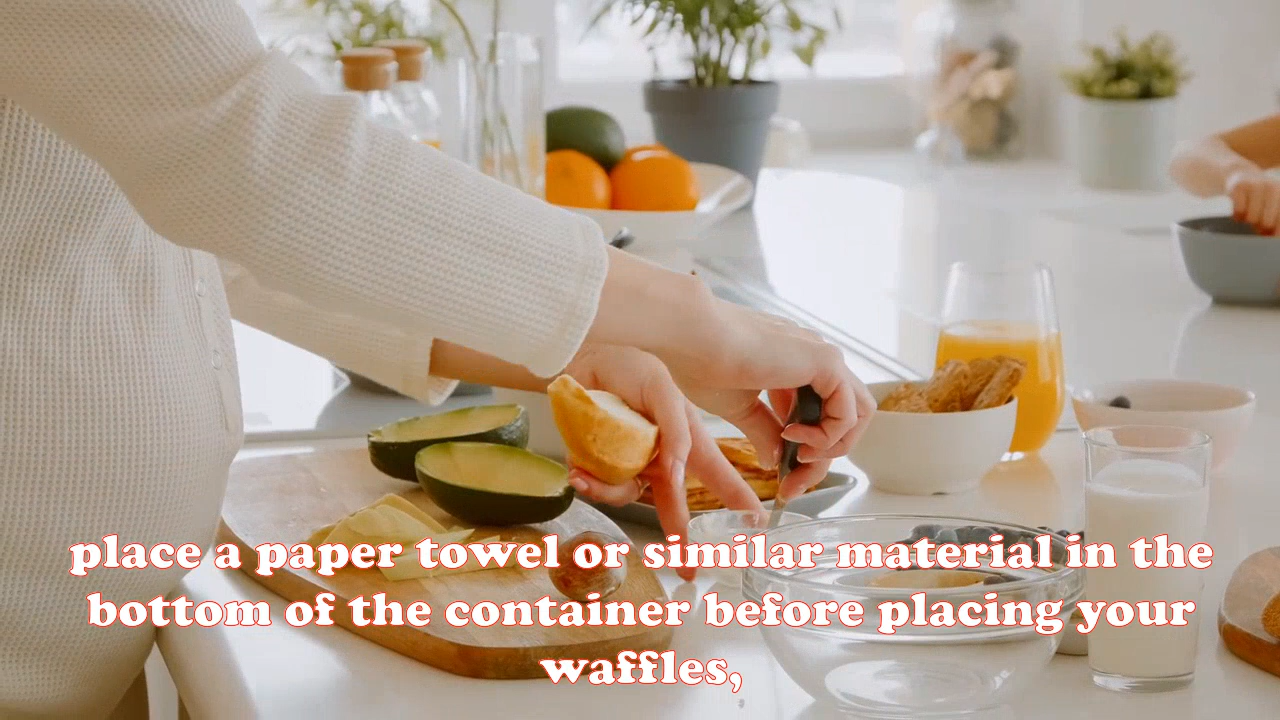 place a paper towel or similar material in the
bottom of the container before placing your
waffles,